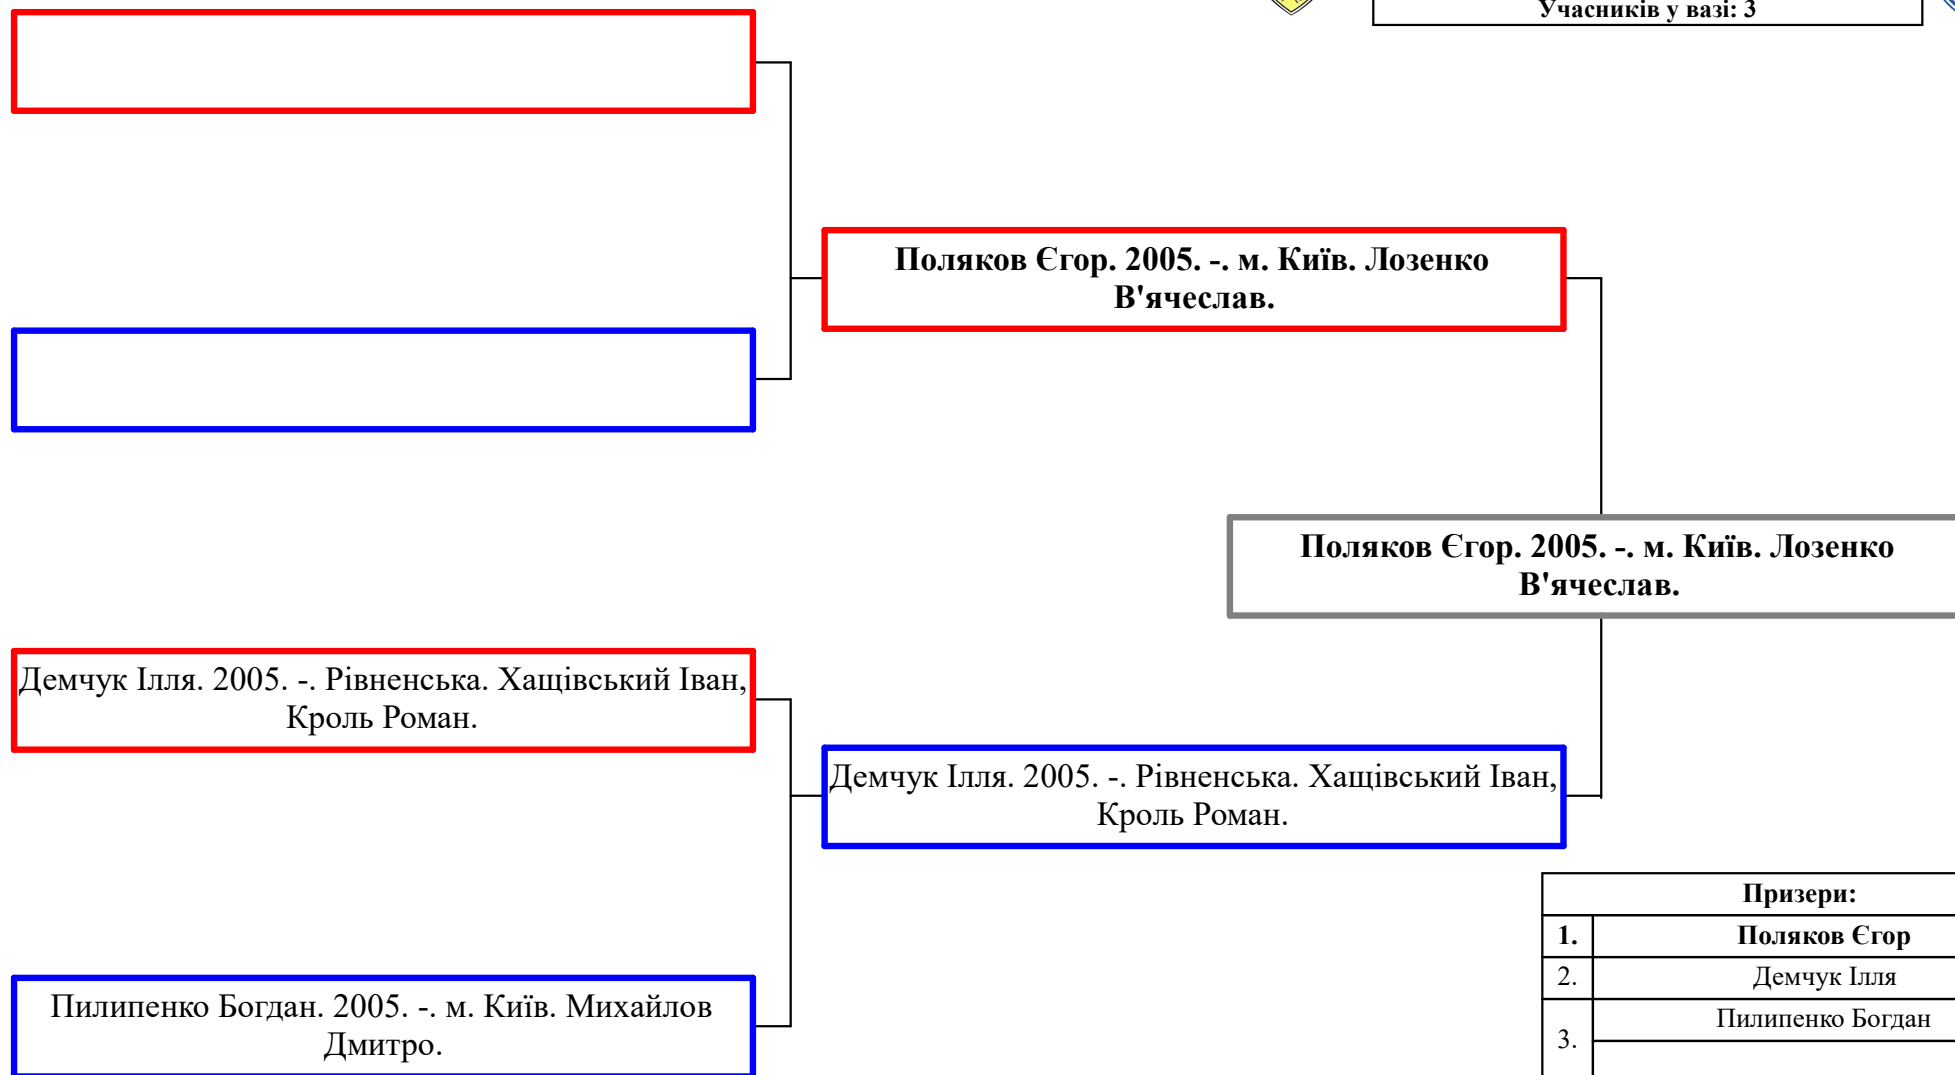 Учасників у вазі: 3
Поляков Єгор. 2005. -. м. Київ. Лозенко
В'ячеслав.
Поляков Єгор. 2005. -. м. Київ. Лозенко
В'ячеслав.
Демчук Ілля. 2005. -. Рівненська. Хащівський Іван,
Кроль Роман.
Демчук Ілля. 2005. -. Рівненська. Хащівський Іван,
Кроль Роман.
Пилипенко Богдан. 2005. -. м. Київ. Михайлов
Дмитро.
Призери:
1. Поляков Єгор
2. Демчук Ілля
3. Пилипенко Богдан